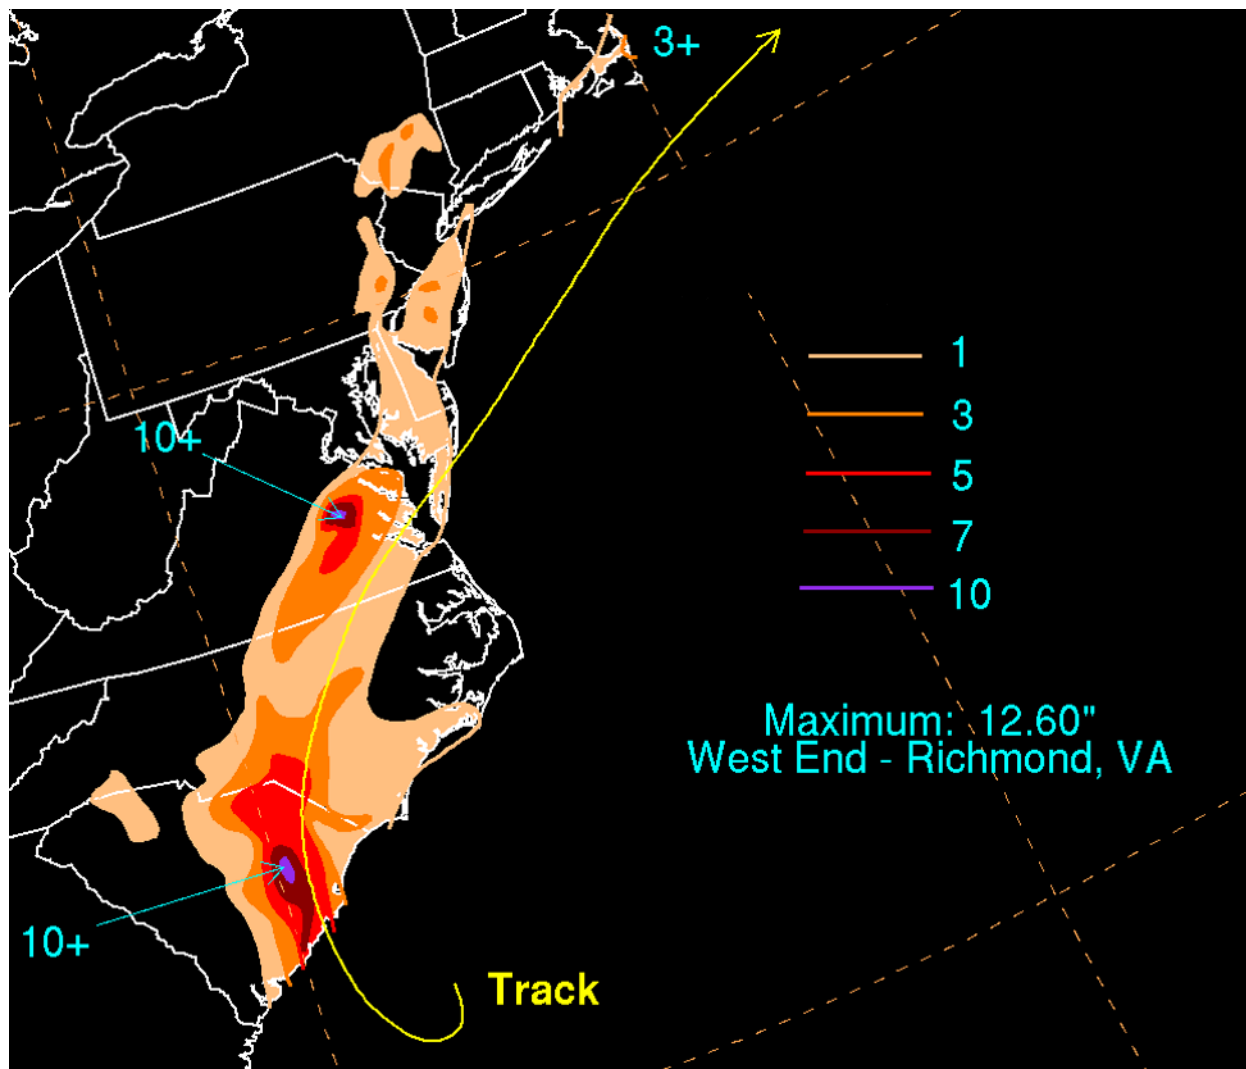 3+
1
3
10+
5
7
10
Maximum:  12.60"
West End - Richmond, VA
10+
Track